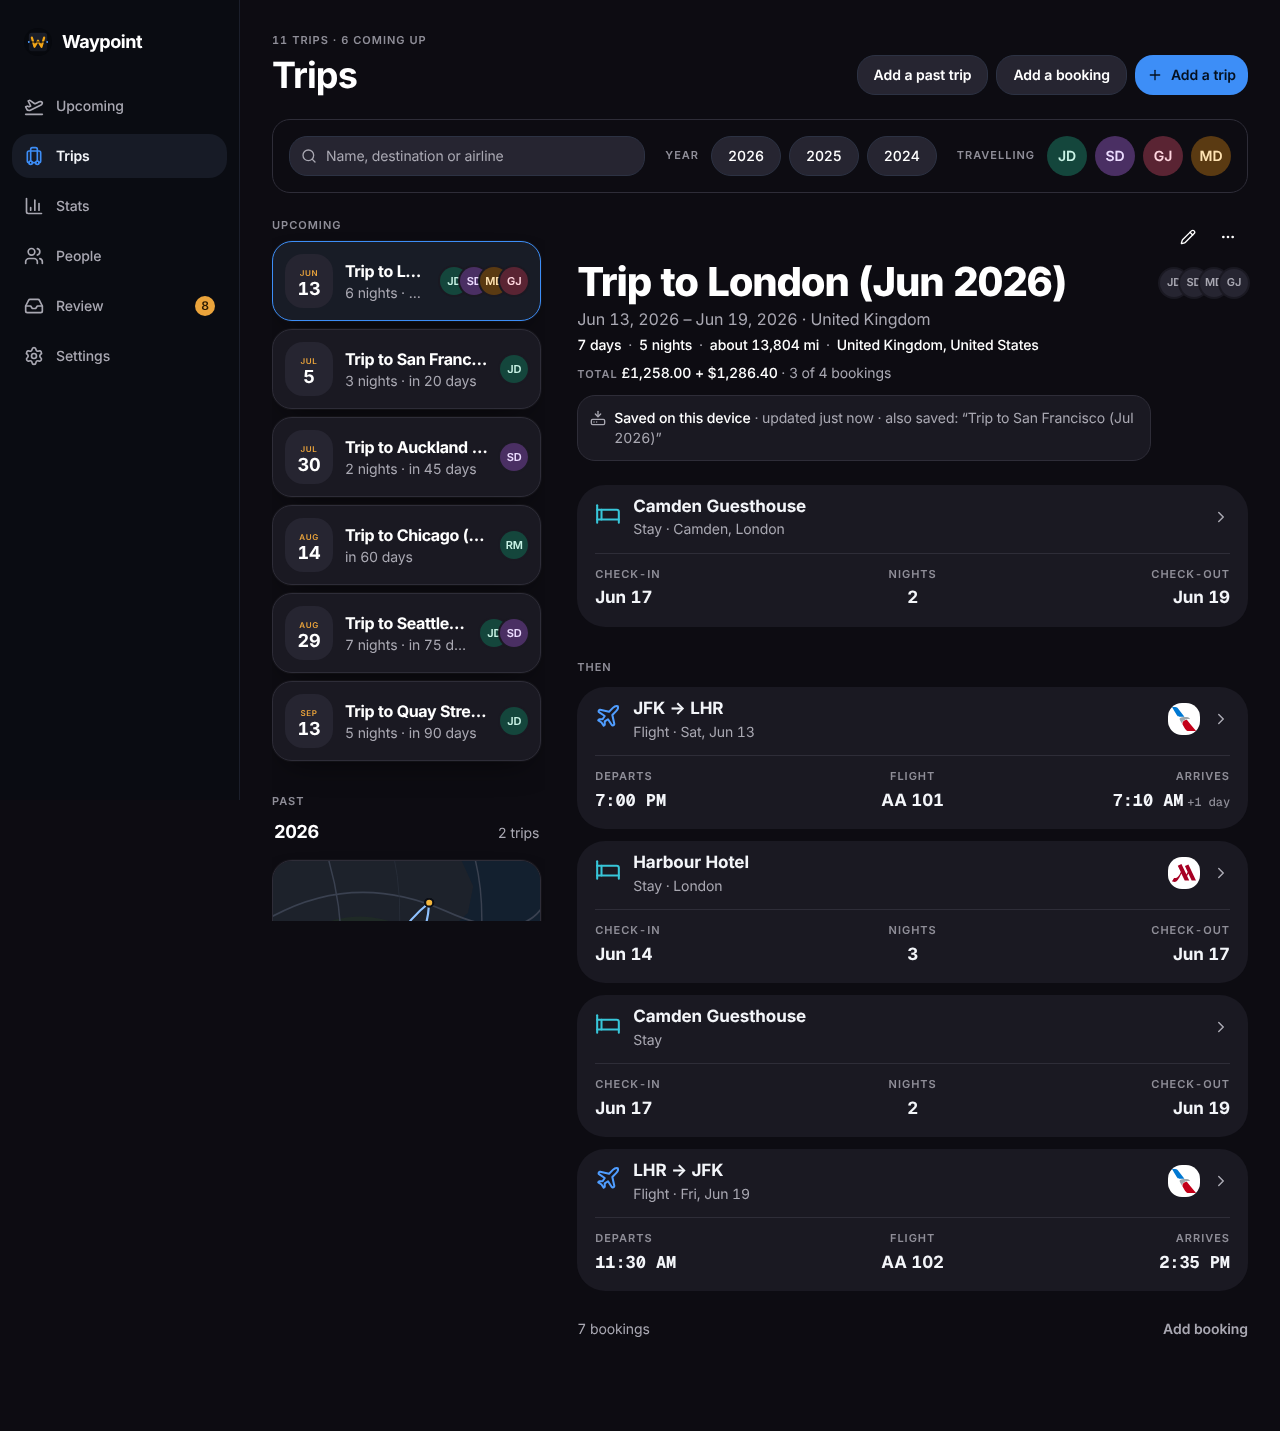 Waypoint
Upcoming
Trips
Stats
People
Review 8
Settings
11 TRIPS · 6 COMING UP
Trips
Add a past trip
Add a booking
+ Add a trip
Name, destination or airline
YEAR 2026 2025 2024
TRAVELLING JD SD GJ MD
UPCOMING
JUN 13
Trip to L...
6 nights · ...
SD GJ
JUL 5
Trip to San Franc...
3 nights · in 20 days
JD
JUL 30
Trip to Auckland ...
2 nights · in 45 days
SD
AUG 14
Trip to Chicago (...
in 60 days
RM
AUG 29
Trip to Seattle...
7 nights · in 75 d...
JD SD
SEP 13
Trip to Quay Stre...
5 nights · in 90 days
JD
PAST
2026
2 trips
Trip to London (Jun 2026)
GJ
Jun 13, 2026 – Jun 19, 2026 · United Kingdom
7 days · 5 nights · about 13,804 mi · United Kingdom, United States
TOTAL £1,258.00 + $1,286.40 · 3 of 4 bookings
Saved on this device · updated just now · also saved: “Trip to San Francisco (Jul
2026)”
Camden Guesthouse
Stay · Camden, London
CHECK-IN NIGHTS CHECK-OUT
Jun 17 2 Jun 19
THEN
JFK → LHR
Flight · Sat, Jun 13
DEPARTS FLIGHT ARRIVES
7:00 PM AA 101 7:10 AM +1 day
Harbour Hotel
Stay · London
CHECK-IN NIGHTS CHECK-OUT
Jun 14 3 Jun 17
Camden Guesthouse
Stay
CHECK-IN NIGHTS CHECK-OUT
Jun 17 2 Jun 19
LHR → JFK
Flight · Fri, Jun 19
DEPARTS FLIGHT ARRIVES
11:30 AM AA 102 2:35 PM
7 bookings
Add booking